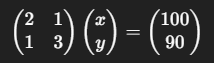 (2 1
1 3) (x
y) = (100
90)